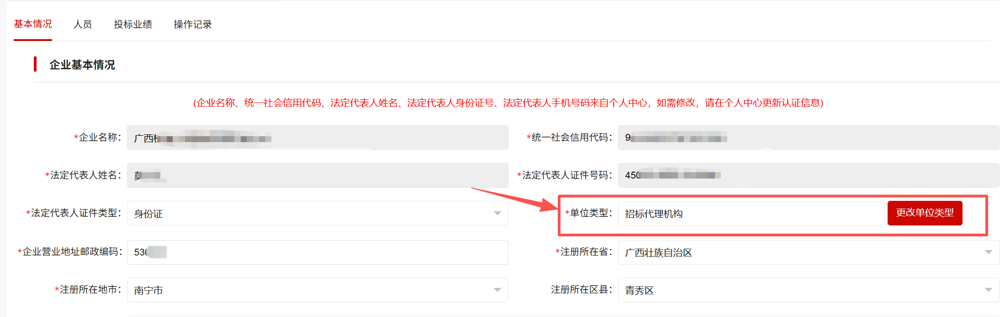 基本情况 人员 投标业绩 操作记录
企业基本情况
(企业名称、统一社会信用代码、法定代表人姓名、法定代表人身份证号、法定代表人手机号码来自个人中心，如需修改，请在个人中心更新认证信息)
*企业名称： 广西 *统一社会信用代码： 9
*法定代表人姓名： *法定代表人证件号码： 450
*法定代表人证件类型： 身份证 *单位类型： 招标代理机构 更改单位类型
*企业营业地址邮政编码： 530 *注册所在省： 广西壮族自治区
*注册所在地市： 南宁市 注册所在区县： 青秀区